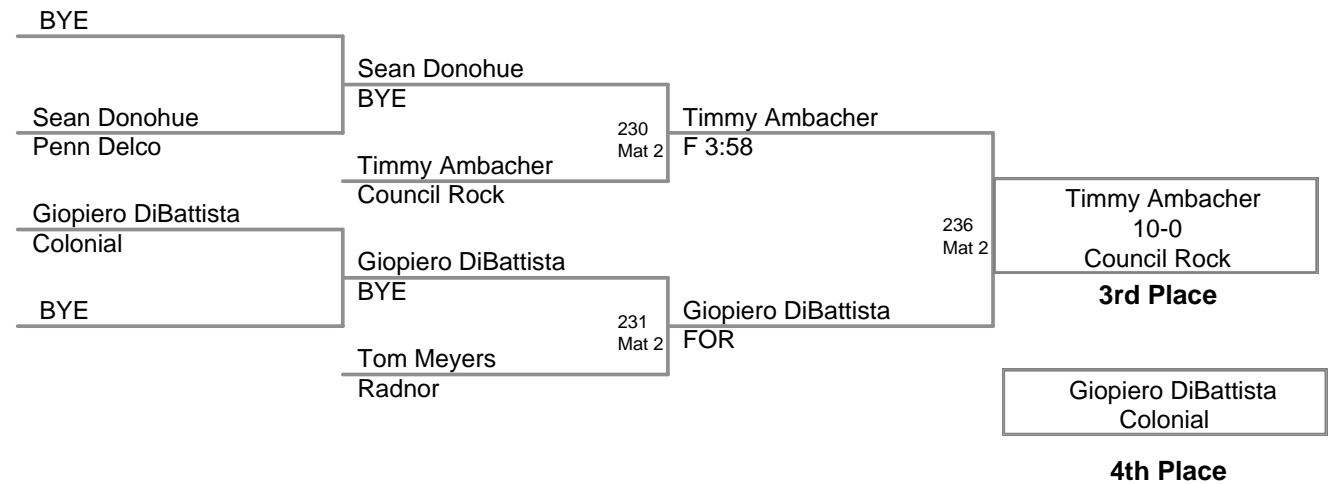 BYE
Sean Donohue
BYE
Sean Donohue
Penn Delco
230
Mat 2
Timmy Ambacher
F 3:58
Timmy Ambacher
Council Rock
Timmy Ambacher
10-0
Council Rock
3rd Place
Giopiero DiBattista
Colonial
236
Mat 2
Giopiero DiBattista
BYE
BYE
231
Mat 2
Giopiero DiBattista
FOR
Tom Meyers
Radnor
Giopiero DiBattista
Colonial
4th Place